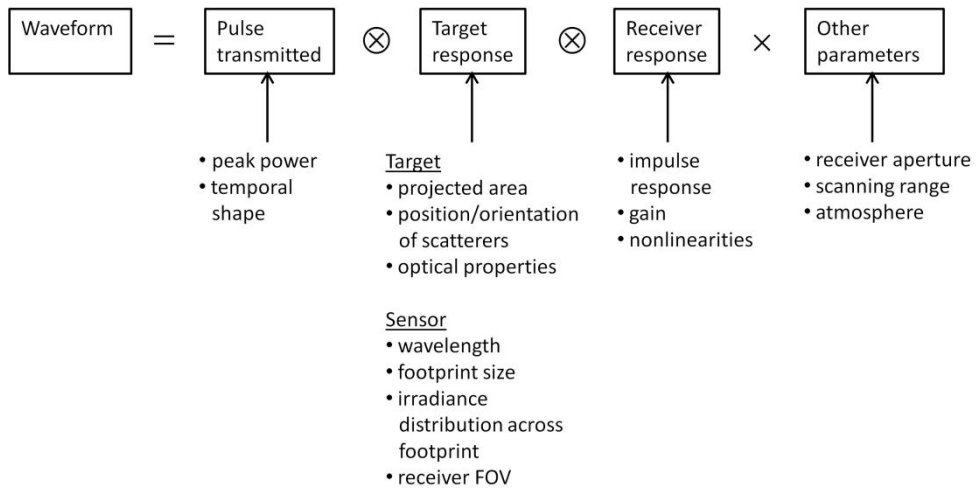 Waveform
=
Pulse
transmitted
⊗
Target
response
⊗
Receiver
response
×
Other
parameters
• peak power
• temporal
shape
Target
• projected area
• position/orientation
of scatterers
• optical properties
Sensor
• wavelength
• footprint size
• irradiance
distribution across
footprint
• receiver FOV
• impulse
response
• gain
• nonlinearities
• receiver aperture
• scanning range
• atmosphere